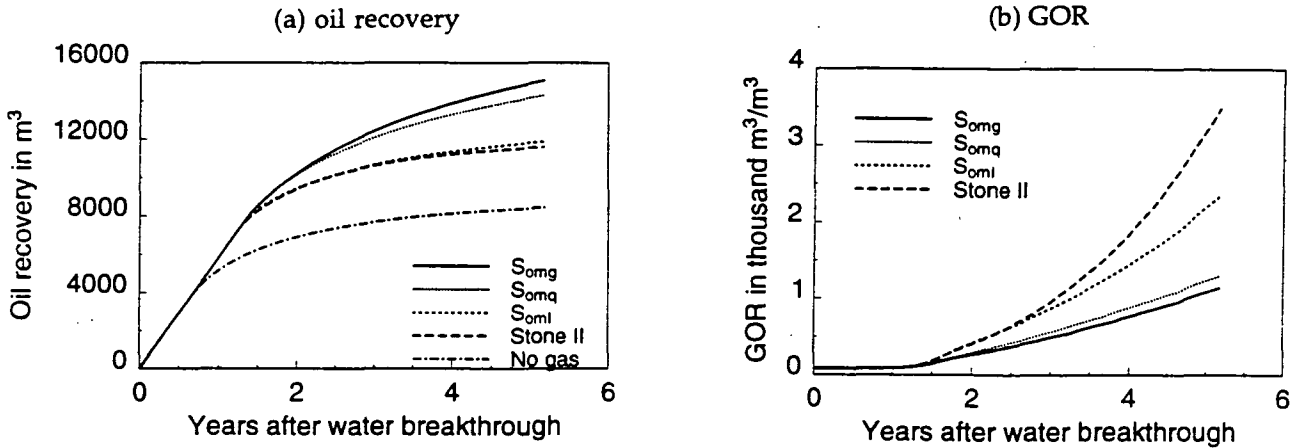 (a) oil recovery
16000
12000
8000
4000
0
0
2
4
6
Oil recovery in m³
Years after water breakthrough
Somg
Somq
Soml
Stone II
No gas
(b) GOR
4
3
2
1
0
0
2
4
6
GOR in thousand m³/m³
Years after water breakthrough
Somg
Somq
Soml
Stone II